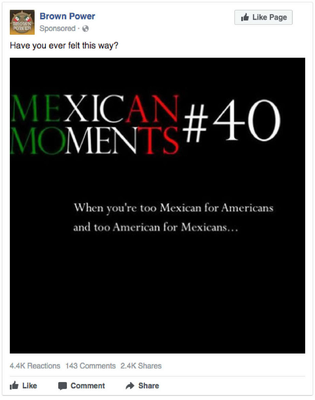 Brown Power
Like Page
Sponsored ·
Have you ever felt this way?
MEXICAN
MOMENTS #40
When you're too Mexican for Americans
and too American for Mexicans...
4.4K Reactions 143 Comments 2.4K Shares
Like Comment Share